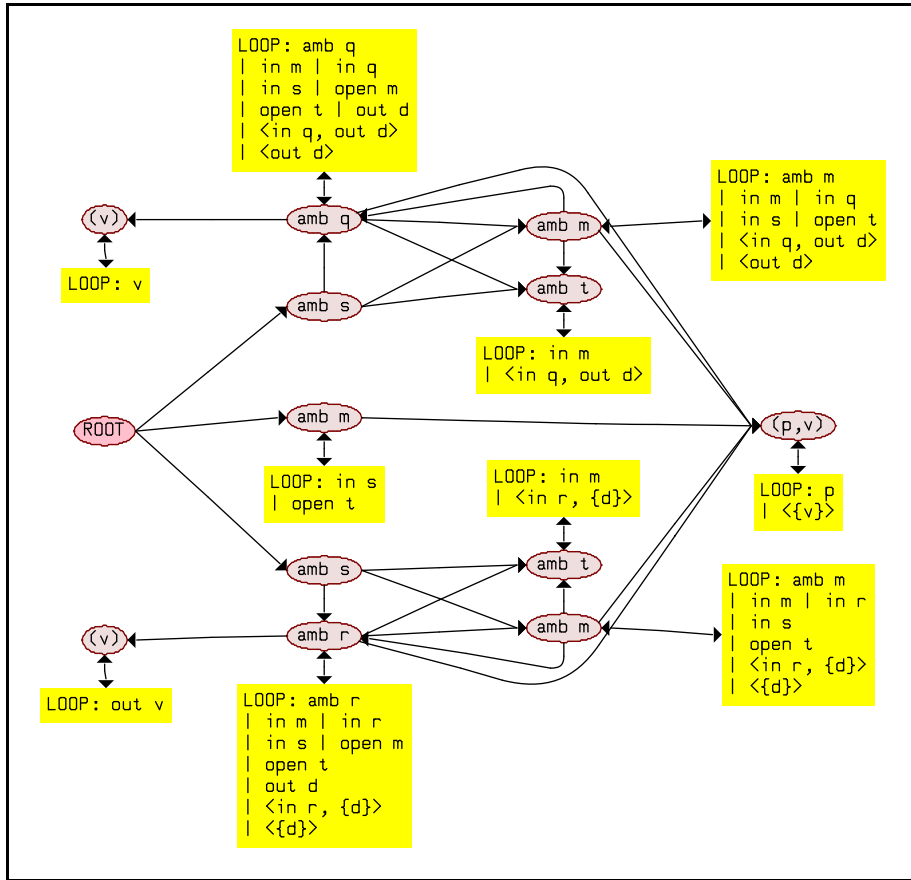 LOOP: amb q
| in m | in q
| in s | open m
| open t | out d
| <in q, out d>
| <out d>
LOOP: amb m
| in m | in q
| in s | open t
| <in q, out d>
| <out d>
(v)
amb q
amb m
LOOP: v
amb s
amb t
LOOP: in m
| <in q, out d>
ROOT
amb m
(p,v)
LOOP: in s
| open t
LOOP: in m
| <in r, {d}>
LOOP: p
| <{v}>
amb s
amb t
LOOP: amb m
| in m | in r
| in s
| open t
| <in r, {d}>
| <{d}>
(v)
amb r
amb m
LOOP: out v
LOOP: amb r
| in m | in r
| in s | open m
| open t
| out d
| <in r, {d}>
| <{d}>